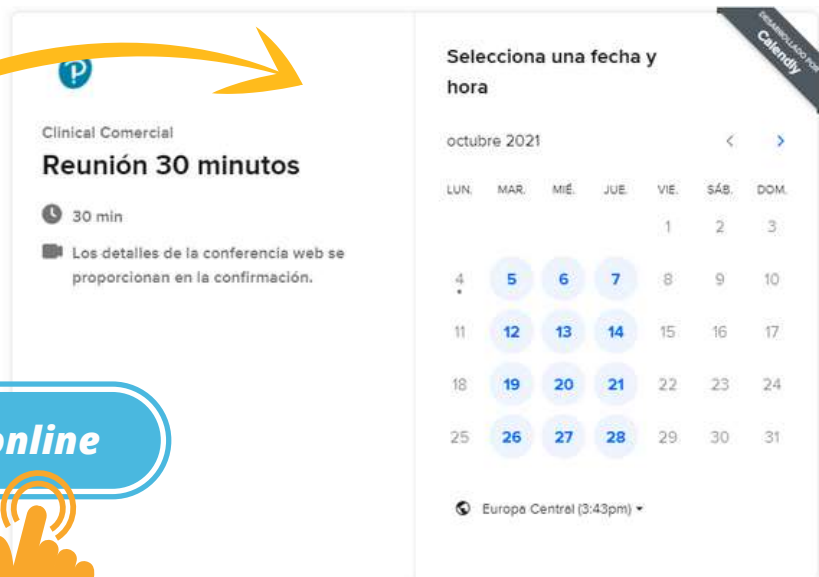 Clinical Comercial
Reunión 30 minutos
30 min
Los detalles de la conferencia web se
proporcionan en la confirmación.
online
Selecciona una fecha y
hora
DESARROLLADO POR
Calendly
octubre 2021
LUN. MAR. MIÉ. JUE. VIE. SÁB. DOM.
1 2 3
4 5 6 7 8 9 10
11 12 13 14 15 16 17
18 19 20 21 22 23 24
25 26 27 28 29 30 31
Europa Central (3:43pm)